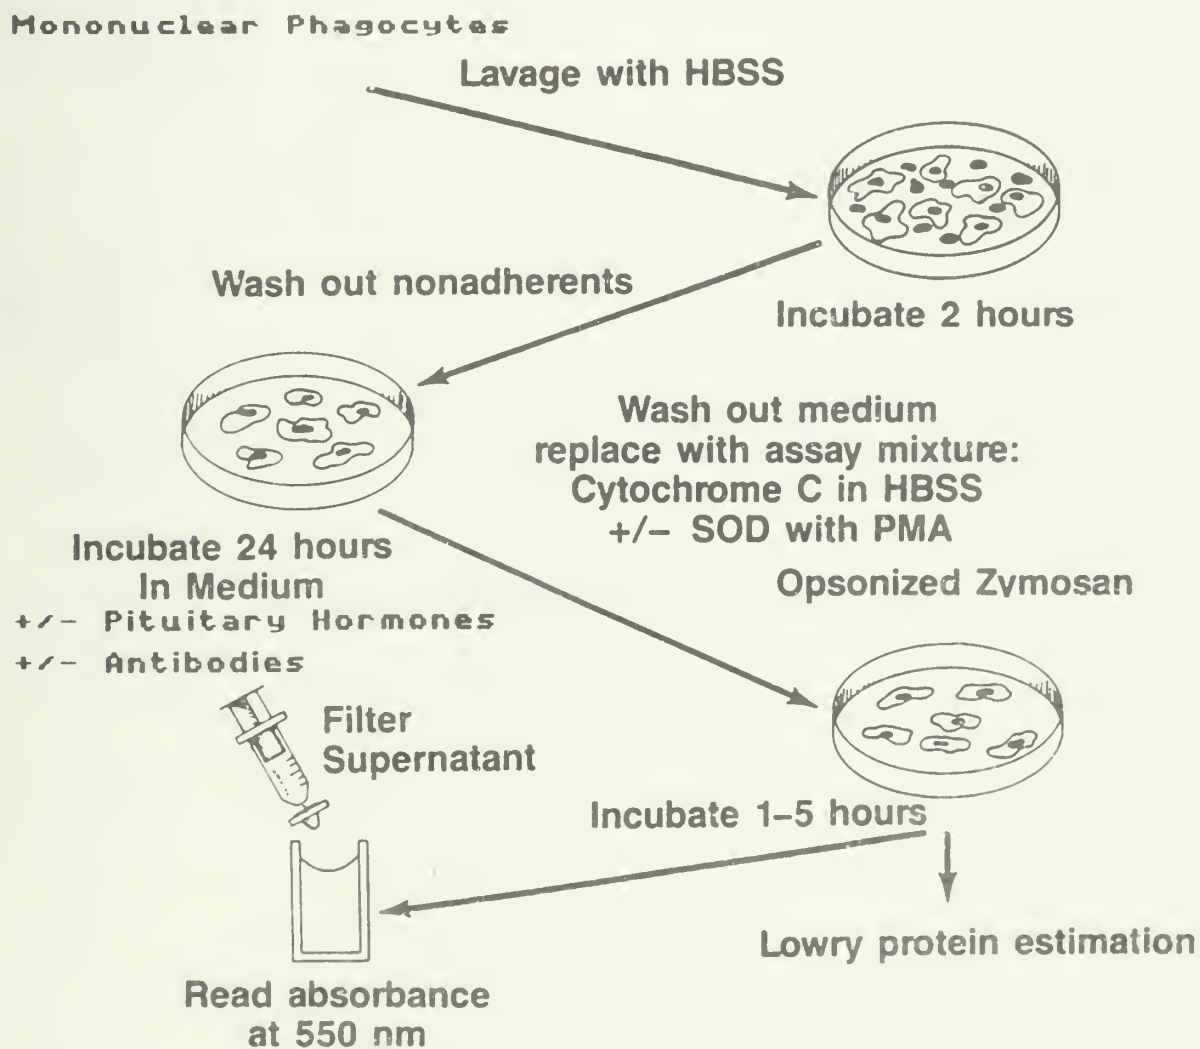 Mononuclear Phagocytes
Lavage with HBSS
Incubate 2 hours
Wash out nonadherents
Wash out medium
replace with assay mixture:
Cytochrome C in HBSS
+/– SOD with PMA
Opsonized Zymosan
Incubate 24 hours
In Medium
+/- Pituitary Hormones
+/- Antibodies
Filter
Supernatant
Incubate 1–5 hours
Lowry protein estimation
Read absorbance
at 550 nm